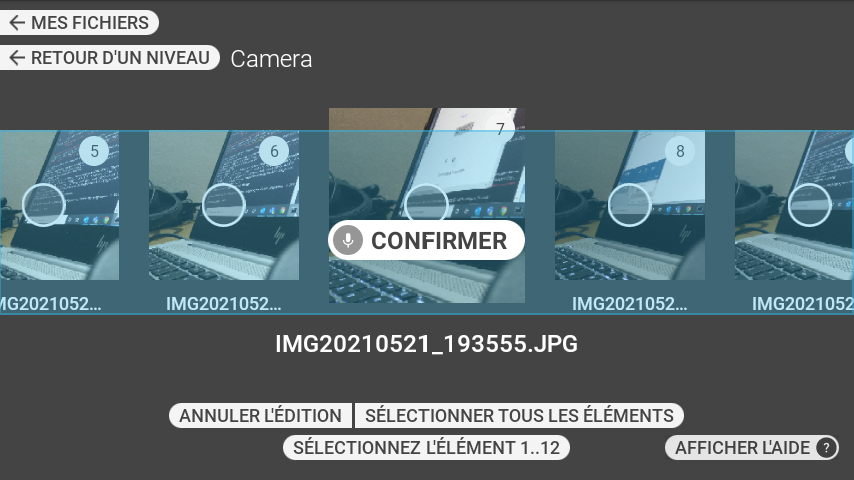 ← MES FICHIERS
← RETOUR D'UN NIVEAU Camera
5 6 7 8
CONFIRMER
MG2021052... IMG2021052... IMG2021052... IMG2021052
IMG20210521_193555.JPG
ANNULER L'ÉDITION SÉLECTIONNER TOUS LES ÉLÉMENTS
SÉLECTIONNEZ L'ÉLÉMENT 1..12 AFFICHER L'AIDE ?